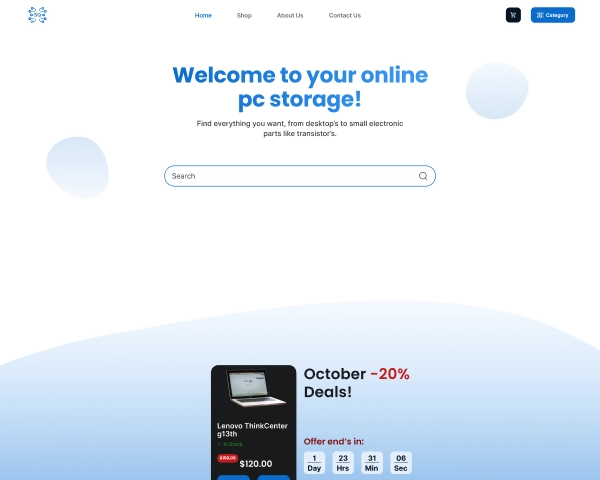 SQ
Home
Shop
About Us
Contact Us
Category
Welcome to your online
pc storage!
Find everything you want, from desktop's to small electronic
parts like transistor's.
Search
October -20%
Deals!
Lenovo ThinkCenter
g13th
In Stock
$150.00
$120.00
Offer end's in:
1
Day
23
Hrs
31
Min
06
Sec